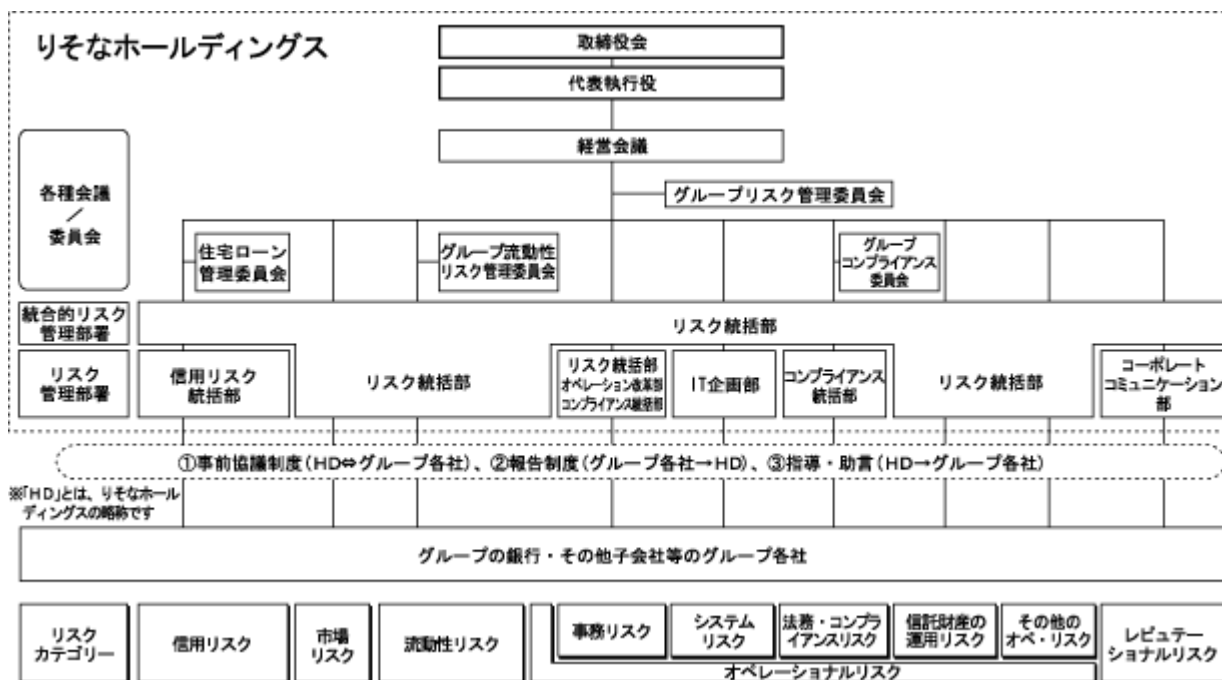 りそなホールディングス
取締役会
代表執行役
経営会議
グループリスク管理委員会
各種会議
/
委員会
住宅ローン
管理委員会
グループ流動性
リスク管理委員会
グループ
コンプライアンス
委員会
統合的リスク
管理部署
リスク統括部
リスク
管理部署
信用リスク
統括部
リスク統括部
リスク統括部
オペレーション改革部
コンプライアンス統括部
IT企画部
コンプライアンス
統括部
リスク統括部
コーポレート
コミュニケーション
部
①事前協議制度(HD⇔グループ各社)、②報告制度(グループ各社→HD)、③指導・助言(HD→グループ各社)
※「HD」とは、りそなホール
ディングスの略称です
グループの銀行・その他子会社等のグループ各社
リスク
カテゴリー
信用リスク
市場
リスク
流動性リスク
事務リスク
システム
リスク
法務・コンプラ
イアンスリスク
信託財産の
運用リスク
その他の
オペ・リスク
オペレーショナルリスク
レピュテー
ショナルリスク